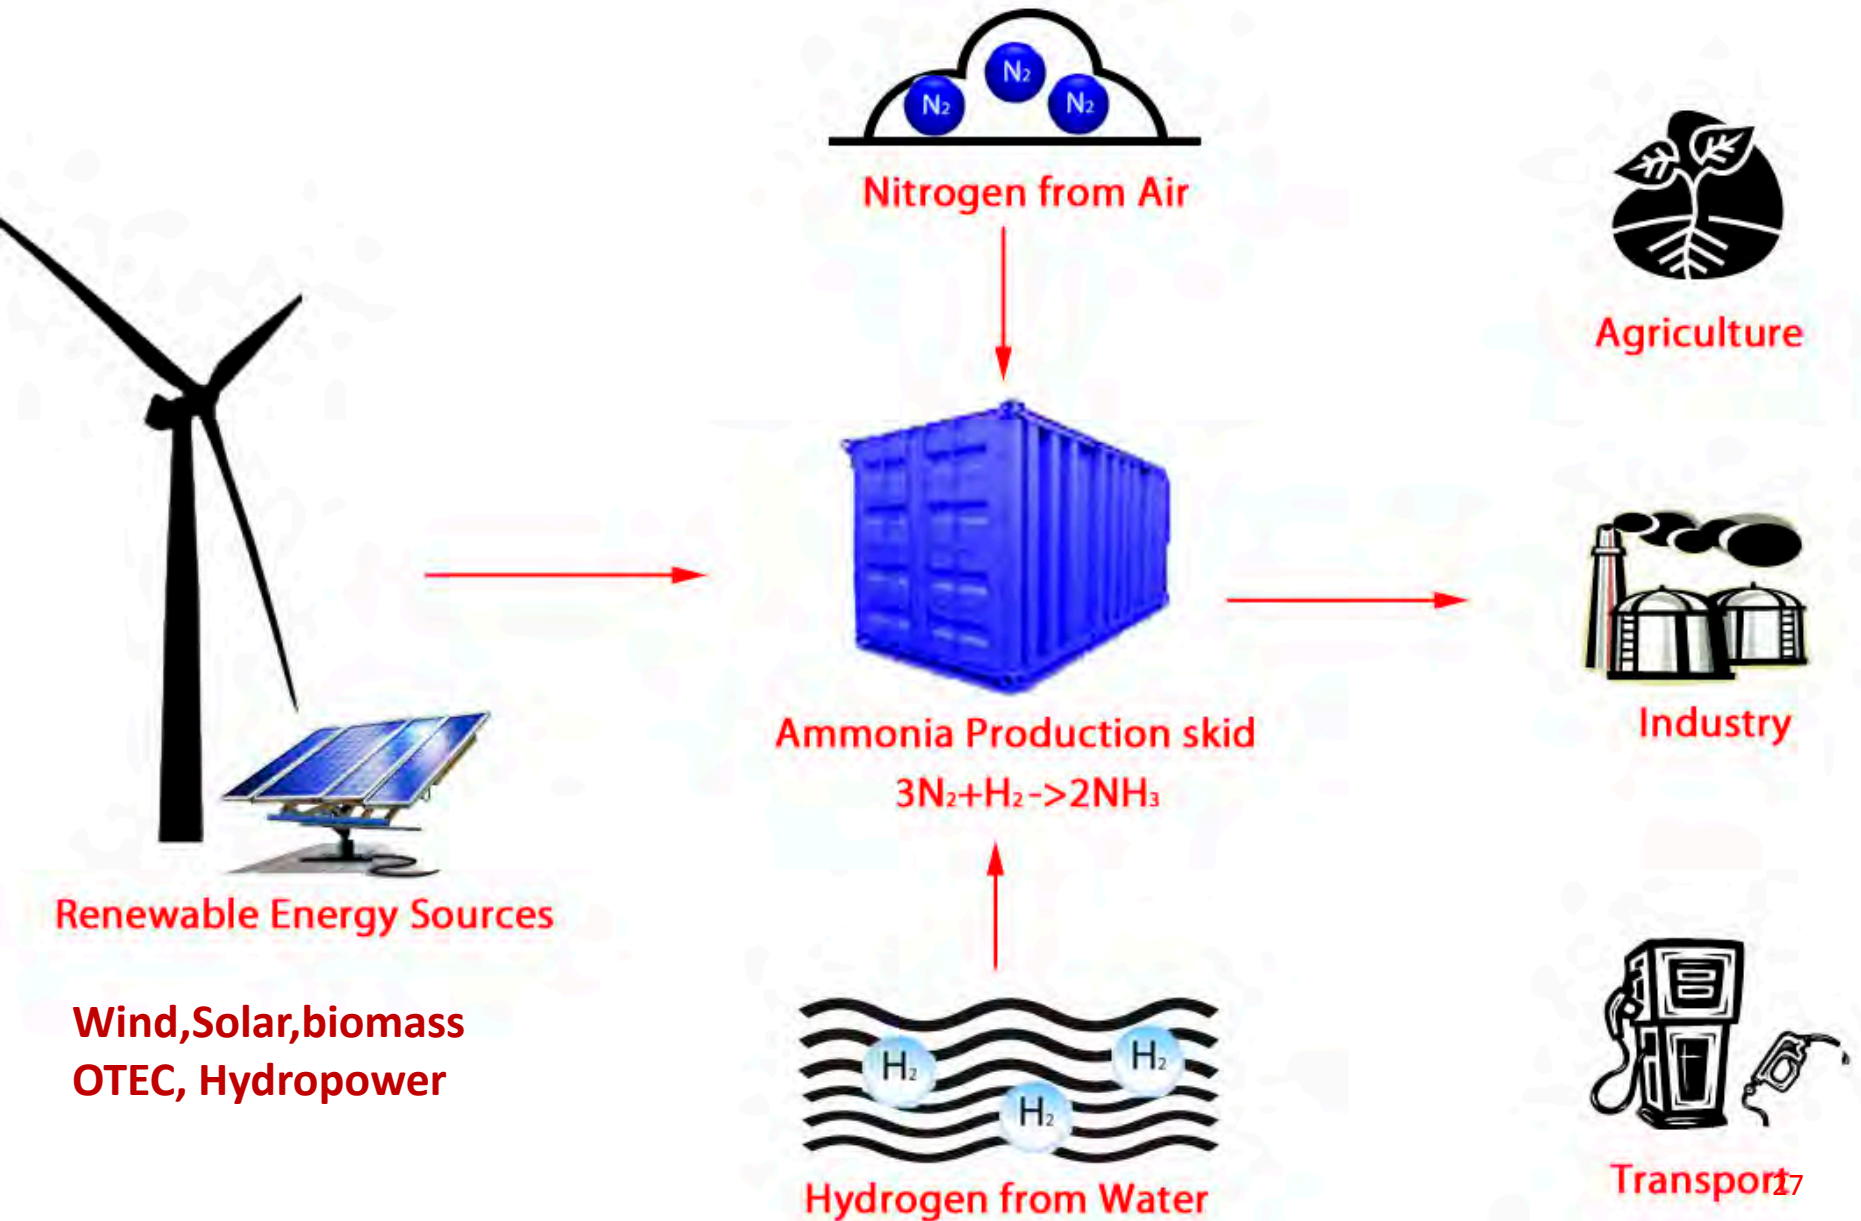 N₂
N₂
N₂
Nitrogen from Air
Agriculture
Ammonia Production skid
3N₂+H₂->2NH₃
Industry
Renewable Energy Sources
Wind,Solar,biomass
OTEC, Hydropower
H₂
H₂
H₂
Hydrogen from Water
Transport
27